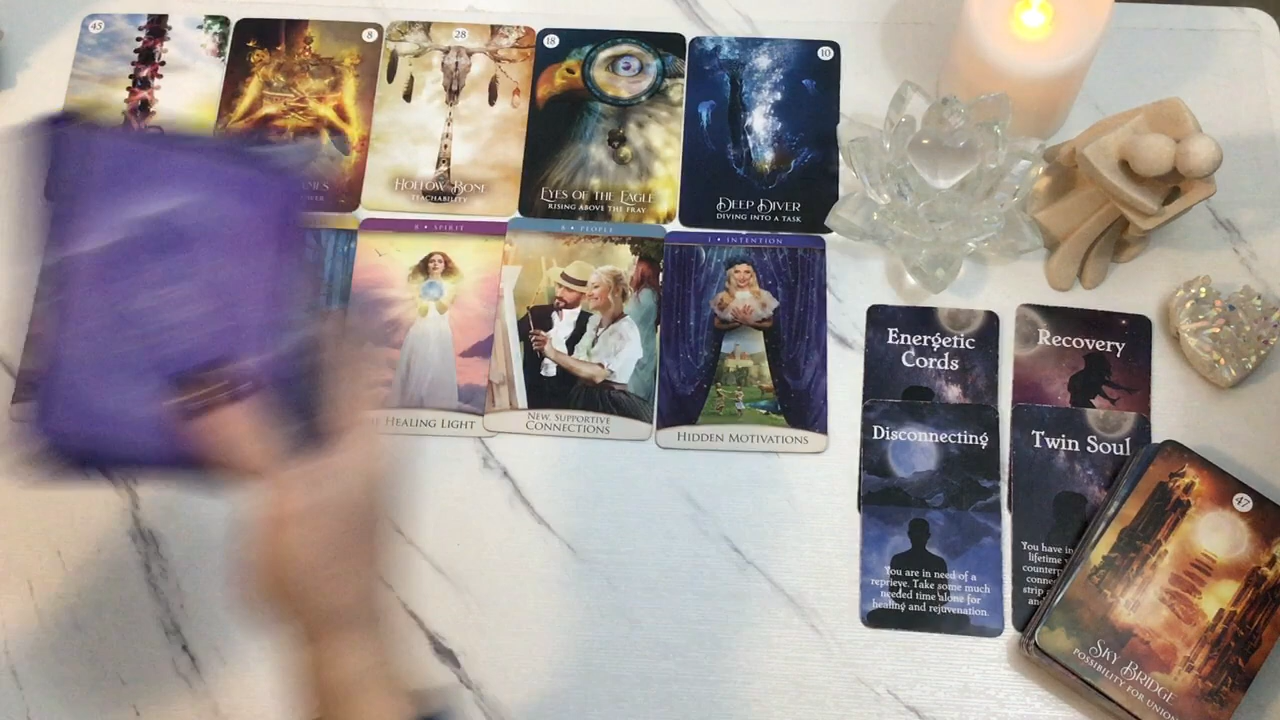 45
8
28
HOLLOW BONE
TEACHABILITY
18
EYES OF THE EAGLE
RISING ABOVE THE FRAY
10
DEEP DIVER
DIVING INTO A TASK
8 • SPIRIT
HEALING LIGHT
6 • PEOPLE
NEW, SUPPORTIVE
CONNECTIONS
1 • INTENTION
HIDDEN MOTIVATIONS
Energetic
Cords
Recovery
Disconnecting
You are in need of a
reprieve. Take some much
needed time alone for
healing and rejuvenation.
Twin Soul
You have in
lifetime
strip
47
SKY BRIDGE
POSSIBILITY FOR UNION